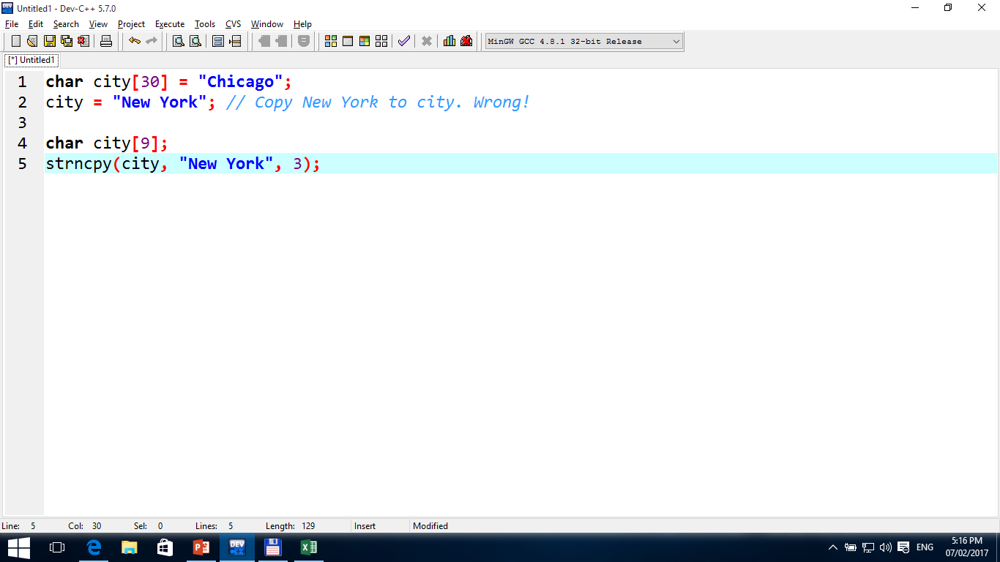 Untitled1 - Dev-C++ 5.7.0
File Edit Search View Project Execute Tools CVS Window Help
MinGW GCC 4.8.1 32-bit Release
[*] Untitled1
1 char city[30] = "Chicago";
2 city = "New York"; // Copy New York to city. Wrong!
3
4 char city[9];
5 strncpy(city, "New York", 3);
Line: 5 Col: 30 Sel: 0 Lines: 5 Length: 129 Insert Modified
ENG
5:16 PM
07/02/2017